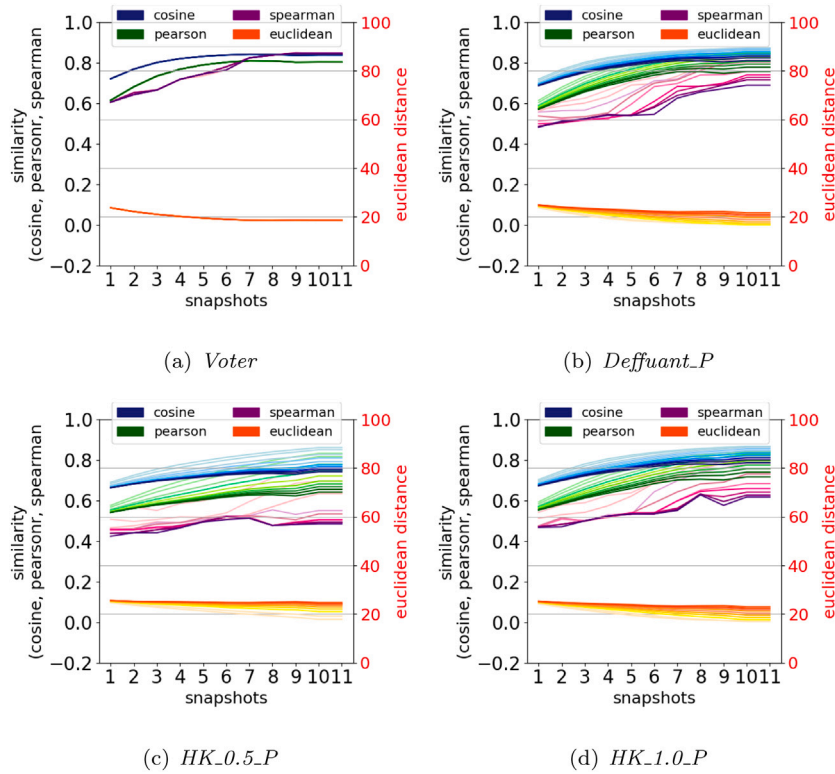 cosine spearman
pearson euclidean
1.0 0.8 0.6 0.4 0.2 0.0 −0.2
similarity
(cosine, pearsonr, spearman
100 80 60 40 20 0
euclidean distance
1 2 3 4 5 6 7 8 9 10 11
snapshots
(a) Voter
cosine spearman
pearson euclidean
1.0 0.8 0.6 0.4 0.2 0.0 −0.2
similarity
(cosine, pearsonr, spearman
100 80 60 40 20 0
euclidean distance
1 2 3 4 5 6 7 8 9 10 11
snapshots
(b) Deffuant_P
cosine spearman
pearson euclidean
1.0 0.8 0.6 0.4 0.2 0.0 −0.2
similarity
(cosine, pearsonr, spearman
100 80 60 40 20 0
euclidean distance
1 2 3 4 5 6 7 8 9 10 11
snapshots
(c) HK_0.5_P
cosine spearman
pearson euclidean
1.0 0.8 0.6 0.4 0.2 0.0 −0.2
similarity
(cosine, pearsonr, spearman
100 80 60 40 20 0
euclidean distance
1 2 3 4 5 6 7 8 9 10 11
snapshots
(d) HK_1.0_P